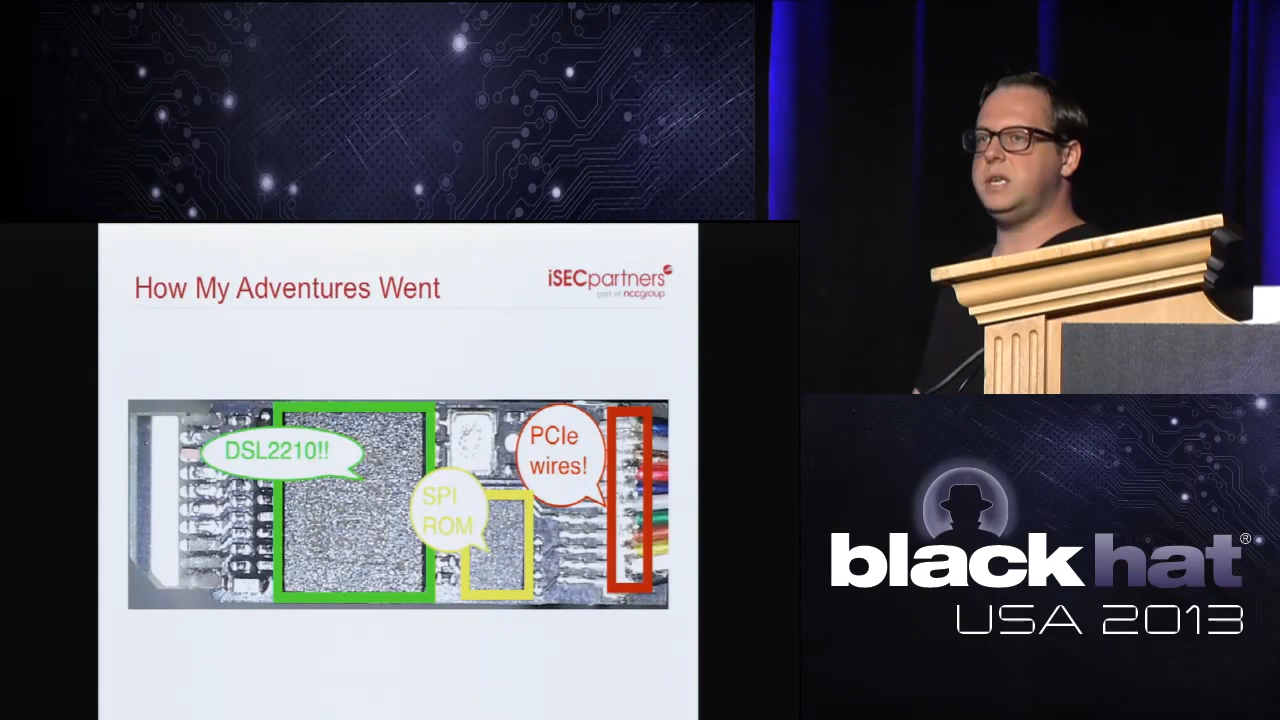 How My Adventures Went
iSECpartners
part of nccgroup
DSL2210!!
SPI
ROM
PCIe
wires!
black hat®
USA 2013